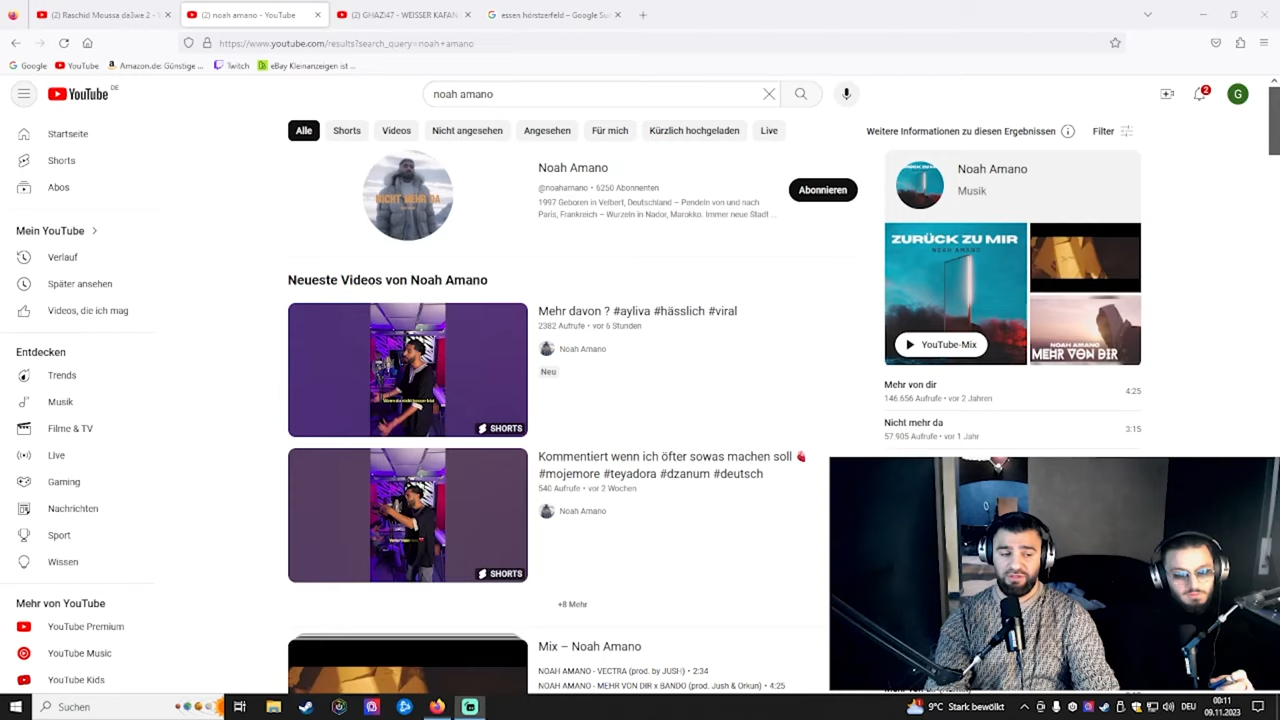 (2) Raschid Moussa da3we 2 - Y
(2) noah amano - YouTube
(2) GHAZI47 - WEISSER KAFAN
essen horstzerfeld – Google Su
https://www.youtube.com/results?search_query=noah+amano
Google
YouTube
Amazon.de: Günstige ...
Twitch
eBay Kleinanzeigen ist ...
YouTube DE
noah amano
2
G
Startseite
Shorts
Abos
Mein YouTube
Verlauf
Später ansehen
Videos, die ich mag
Entdecken
Trends
Musik
Filme & TV
Live
Gaming
Nachrichten
Sport
Wissen
Mehr von YouTube
YouTube Premium
YouTube Music
YouTube Kids
Alle
Shorts
Videos
Nicht angesehen
Angesehen
Für mich
Kürzlich hochgeladen
Live
Weitere Informationen zu diesen Ergebnissen
Filter
NICHT MEHR DA
Noah Amano
@noahamano • 6250 Abonnenten
1997 Geboren in Velbert, Deutschland – Pendeln von und nach
Paris, Frankreich – Wurzeln in Nador, Marokko. Immer neue Stadt ...
Abonnieren
Neueste Videos von Noah Amano
SHORTS
Mehr davon ? #ayliva #hässlich #viral
2382 Aufrufe • vor 6 Stunden
Noah Amano
Neu
SHORTS
Kommentiert wenn ich öfter sowas machen soll
#mojemore #teyadora #dzanum #deutsch
540 Aufrufe • vor 2 Wochen
Noah Amano
+8 Mehr
Mix – Noah Amano
NOAH AMANO - VECTRA (prod. by JUSH) • 2:34
NOAH AMANO - MEHR VON DIR x BANDO (prod. Jush & Orkun) • 4:25
Noah Amano
Musik
ZURÜCK ZU MIR
NOAH AMANO
YouTube-Mix
NOAH AMANO
MEHR VON DIR
Mehr von dir
146.656 Aufrufe • vor 2 Jahren
4:25
Nicht mehr da
57.905 Aufrufe • vor 1 Jahr
3:15
Suchen
9°C Stark bewölkt
DEU
00:11
09.11.2023